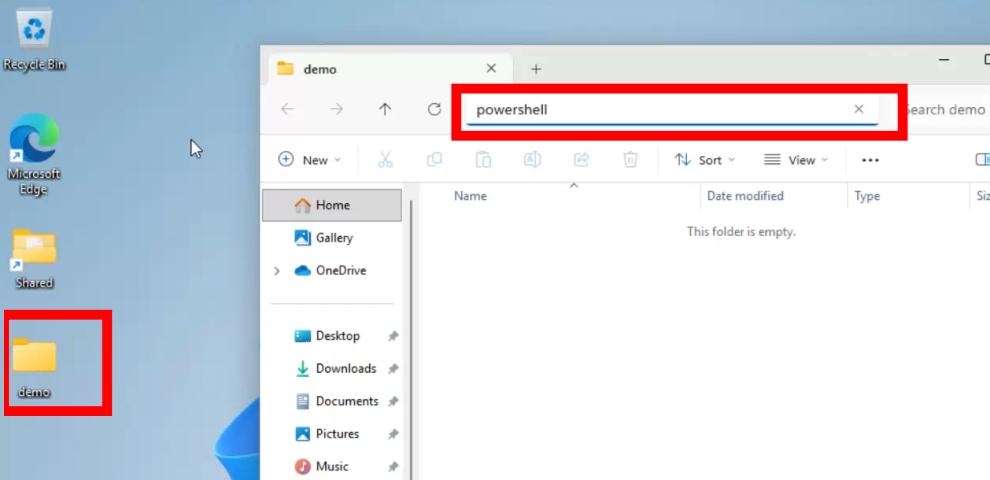 Recycle Bin
Microsoft
Edge
Shared
demo
demo
powershell
Search demo
New
Sort
View
Home
Gallery
OneDrive
Desktop
Downloads
Documents
Pictures
Music
Name
Date modified
Type
This folder is empty.